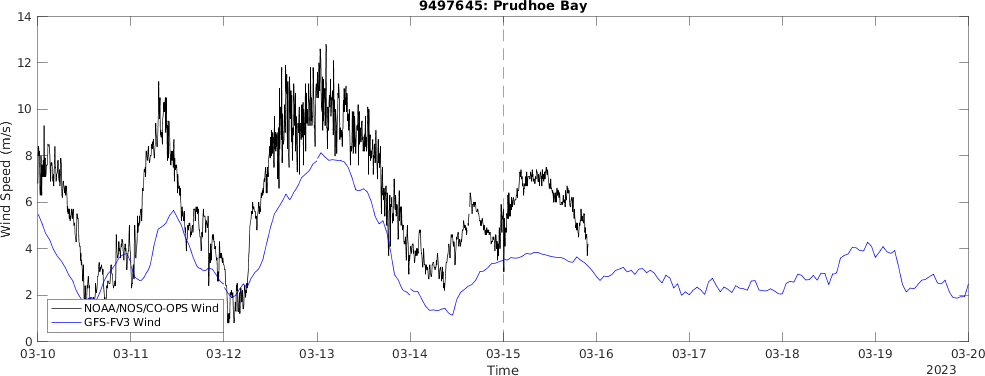 9497645: Prudhoe Bay
Wind Speed (m/s)
14
12
10
8
6
4
2
0
NOAA/NOS/CO-OPS Wind
GFS-FV3 Wind
03-10 03-11 03-12 03-13 03-14 03-15 03-16 03-17 03-18 03-19 03-20
Time
2023